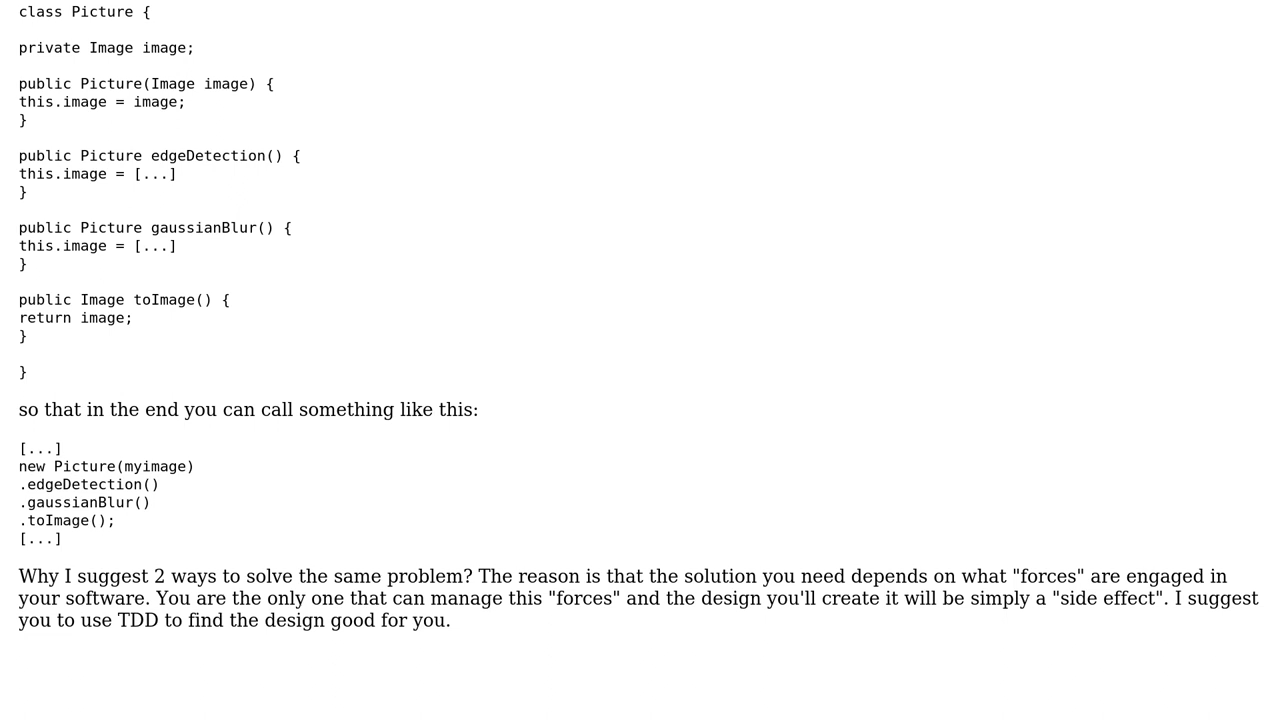 class Picture {
private Image image;
public Picture(Image image) {
this.image = image;
}
public Picture edgeDetection() {
this.image = [...]
}
public Picture gaussianBlur() {
this.image = [...]
}
public Image toImage() {
return image;
}
}
so that in the end you can call something like this:
[...]
new Picture(myimage)
.edgeDetection()
.gaussianBlur()
.toImage();
[...]
Why I suggest 2 ways to solve the same problem? The reason is that the solution you need depends on what "forces" are engaged in
your software. You are the only one that can manage this "forces" and the design you'll create it will be simply a "side effect". I suggest
you to use TDD to find the design good for you.